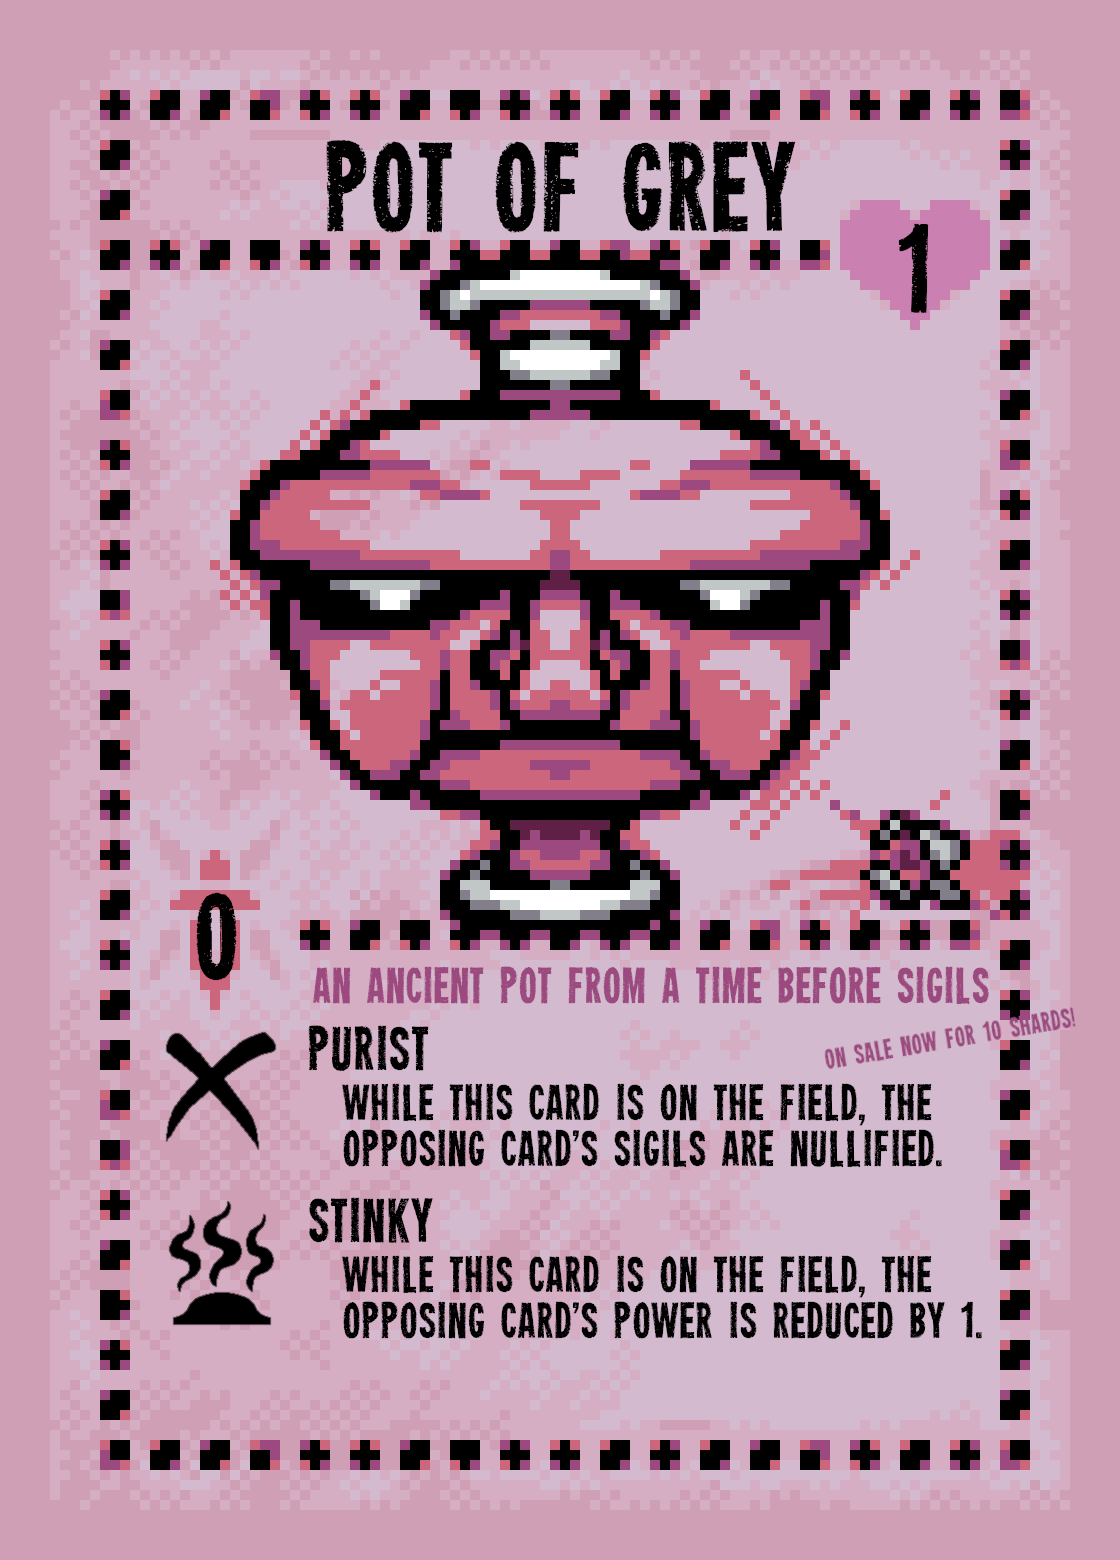 POT OF GREY
1
0
AN ANCIENT POT FROM A TIME BEFORE SIGILS
ON SALE NOW FOR 10 SHARDS!
PURIST
WHILE THIS CARD IS ON THE FIELD, THE
OPPOSING CARD'S SIGILS ARE NULLIFIED.
STINKY
WHILE THIS CARD IS ON THE FIELD, THE
OPPOSING CARD'S POWER IS REDUCED BY 1.